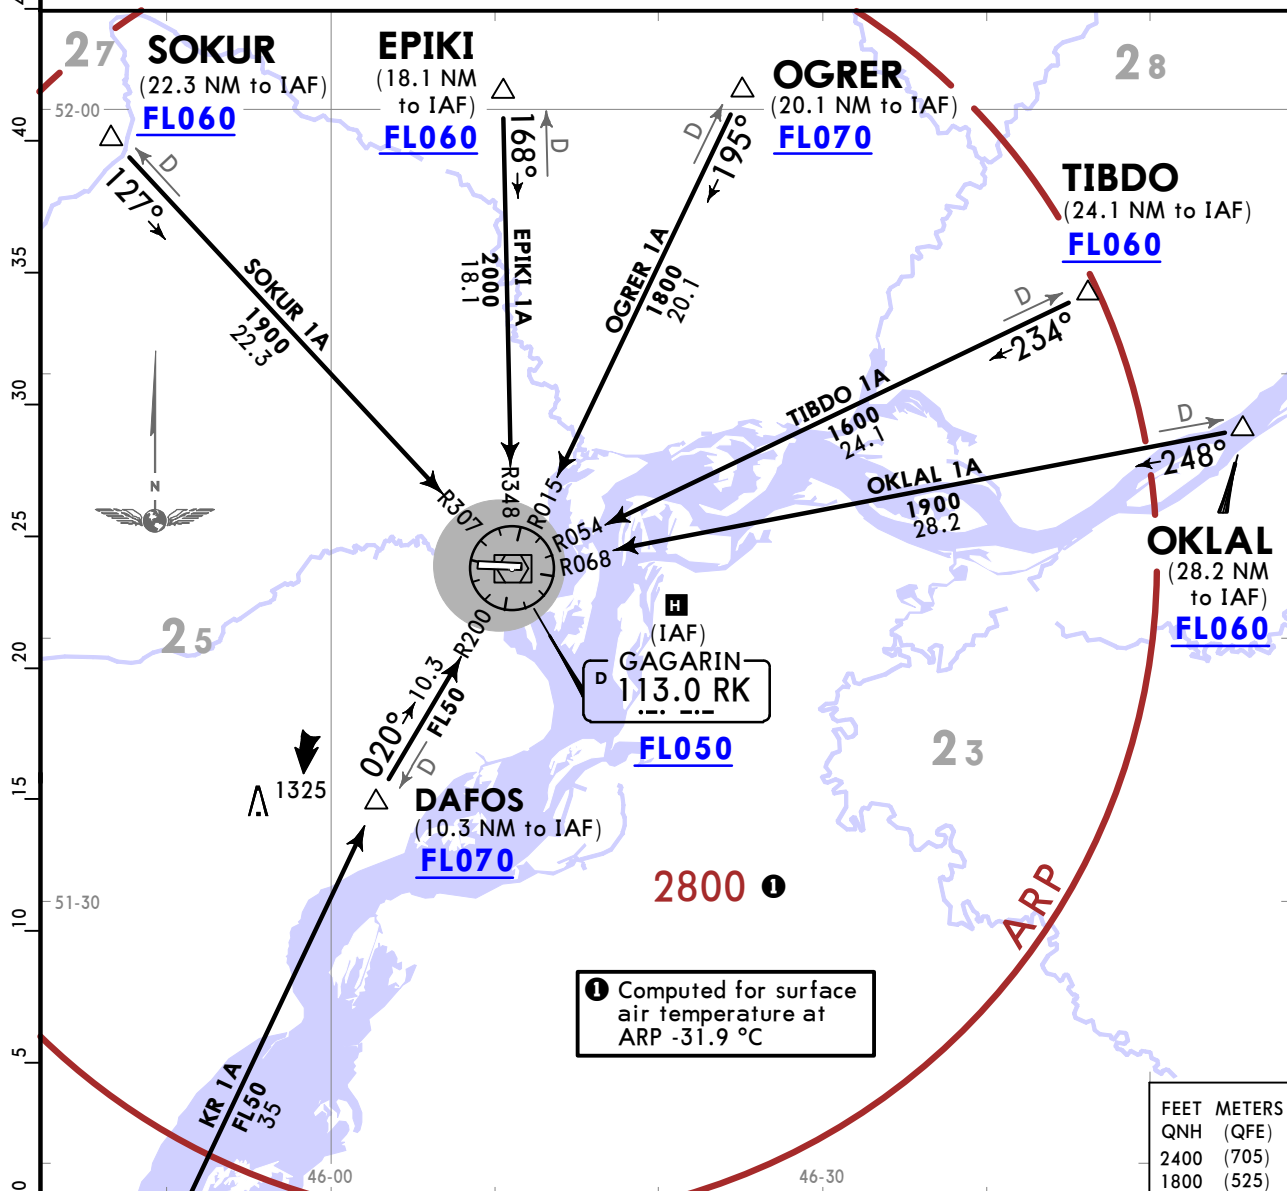 27
SOKUR
(22.3 NM to IAF)
FL060
EPIKI
(18.1 NM
to IAF)
FL060
OGRER
(20.1 NM to IAF)
FL070
28
52-00
TIBDO
(24.1 NM to IAF)
FL060
D
127°
SOKUR 1A
1900
22.3
R307
D
168°
EPIKI 1A
2000
18.1
R348
D
195°
OGRER 1A
1800
20.1
R015
D
234°
TIBDO 1A
1600
24.1
R054
D
248°
OKLAL 1A
1900
28.2
R068
OKLAL
(28.2 NM
to IAF)
FL060
N
25
H
(IAF)
GAGARIN
D 113.0 RK
FL050
23
R200
10.3
020°
FL50
D
1325
DAFOS
(10.3 NM to IAF)
FL070
51-30
2800 1
ARP
1 Computed for surface
air temperature at
ARP -31.9 °C
KR 1A
FL50
35
46-00
46-30
FEET METERS
QNH (QFE)
2400 (705)
1800 (525)
40
35
30
25
20
15
10
5
0